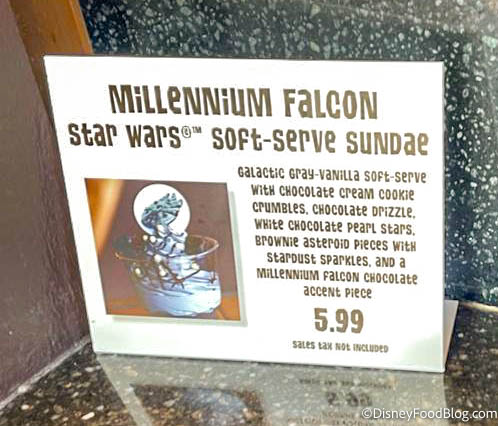 Millennium Falcon
Star Wars®™ Soft-Serve Sundae
Galactic Gray-Vanilla Soft-Serve
with Chocolate Cream Cookie
Crumbles, Chocolate Drizzle,
White Chocolate Pearl Stars,
Brownie Asteroid Pieces with
Stardust Sparkles, and a
Millennium Falcon Chocolate
Accent Piece
5.99
Sales tax not included
©DisneyFoodBlog.com